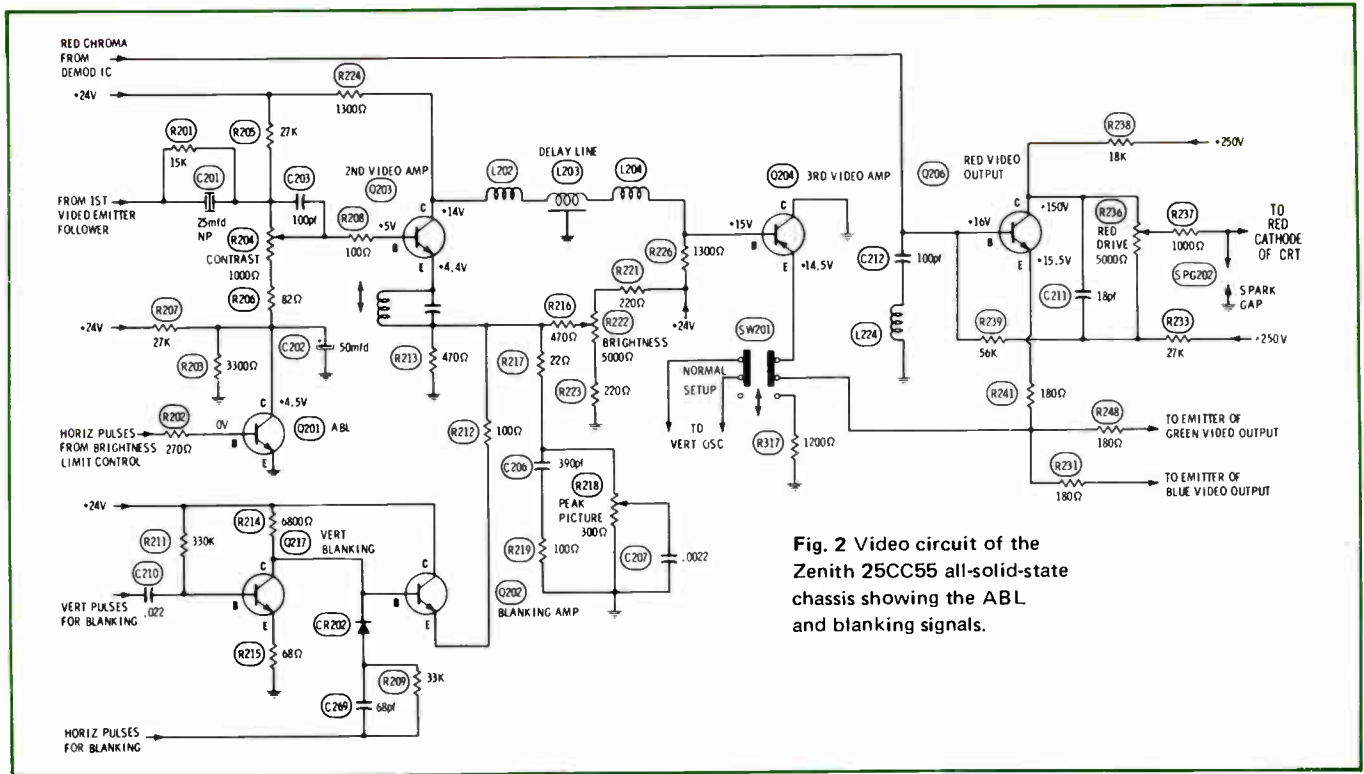 RED CHROMA
FROM
DEMOD IC
+24V
R224
1300Ω
R201
15K
R205
27K
C201
25mfd
NP
C203
100pf
FROM 1ST
VIDEO EMITTER
FOLLOWER
R204
CONTRAST
1000Ω
R208
100Ω
2ND VIDEO AMP
Q203
+5V
B
C
+14V
E
+4.4V
R206
82Ω
R207
+24V
27K
R203
3300Ω
C202
50mfd
C
+4.5V
R202
0V
B
Q201
ABL
E
HORIZ PULSES
FROM BRIGHTNESS
LIMIT CONTROL
270Ω
L202
DELAY LINE
L203
L204
R226
1300Ω
R221
220Ω
+24V
R216
470Ω
R222
BRIGHTNESS
5000Ω
R213
470Ω
R217
22Ω
R223
220Ω
R212
100Ω
C206
390pf
R218
PEAK
PICTURE
300Ω
R219
100Ω
C207
.0022
Q204
3RD VIDEO AMP
C
+15V
B
E
+14.5V
SW201
NORMAL
SETUP
TO
VERT OSC
R317
1200Ω
Q206
RED VIDEO
OUTPUT
C212
100pf
L224
+16V
B
C
+150V
E
+15.5V
R238
18K
+250V
R236
RED
DRIVE
5000Ω
R237
1000Ω
TO
RED
CATHODE
OF CRT
SPG202
SPARK
GAP
C211
18pf
R239
56K
R233
27K
+250V
R241
180Ω
R248
180Ω
TO EMITTER OF
GREEN VIDEO OUTPUT
R231
180Ω
TO EMITTER OF
BLUE VIDEO OUTPUT
+24V
R211
330K
R214
6800Ω
Q217
VERT
BLANKING
C210
.022
VERT PULSES
FOR BLANKING
C
B
E
R215
68Ω
CR202
C
B
E
Q202
BLANKING AMP
R209
33K
C269
68pf
HORIZ PULSES
FOR BLANKING
Fig. 2 Video circuit of the
Zenith 25CC55 all-solid-state
chassis showing the ABL
and blanking signals.